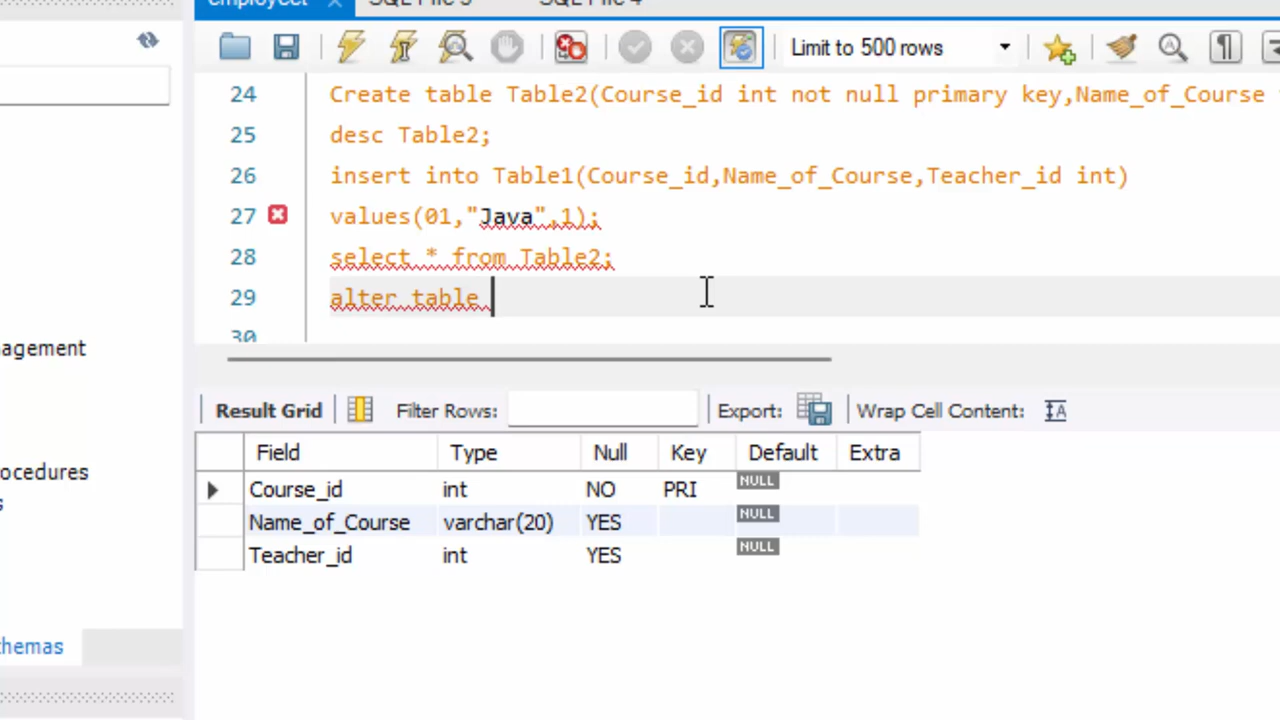 Limit to 500 rows
24 Create table Table2(Course_id int not null primary key,Name_of_Course
25 desc Table2;
26 insert into Table1(Course_id,Name_of_Course,Teacher_id int)
27 values(01,"Java",1);
28 select * from Table2;
29 alter table
30
agement
ocedures
Result Grid Filter Rows: Export: Wrap Cell Content:
Field Type Null Key Default Extra
Course_id int NO PRI NULL
Name_of_Course varchar(20) YES NULL
Teacher_id int YES NULL
hemas